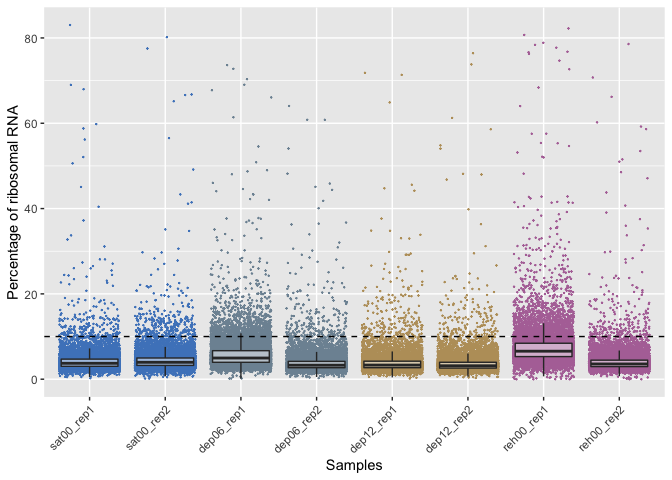 80
60
40
20
0
Percentage of ribosomal RNA
sat00_rep1
sat00_rep2
dep06_rep1
dep06_rep2
dep12_rep1
dep12_rep2
reh00_rep1
reh00_rep2
Samples